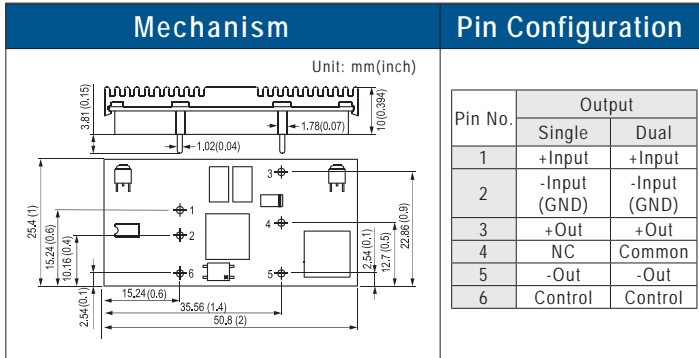 Mechanism
Pin Configuration
Unit: mm(inch)
3.81 (0.15)
1.02(0.04)
1.78(0.07)
10(0.394)
25.4 (1)
15.24 (0.6)
10.16 (0.4)
2.54 (0.1)
1
2
3
4
5
6
2.54 (0.1)
12.7 (0.5)
22.86 (0.9)
15.24(0.6)
35.56 (1.4)
50.8 (2)
Pin No. Output
Single Dual
1 +Input +Input
2 -Input (GND) -Input (GND)
3 +Out +Out
4 NC Common
5 -Out -Out
6 Control Control